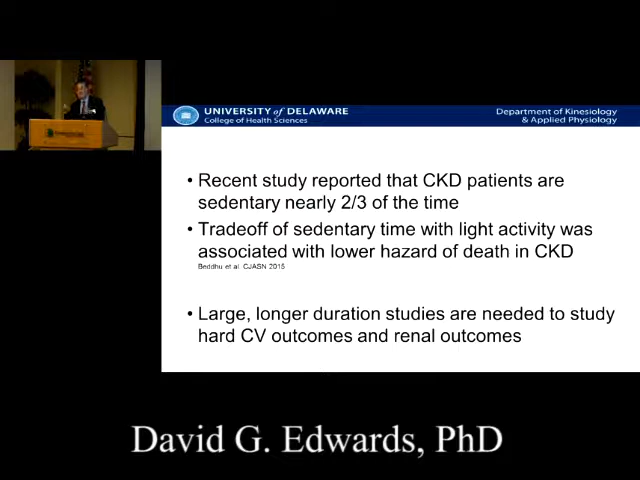 UNIVERSITY of DELAWARE
College of Health Sciences
Department of Kinesiology
& Applied Physiology
• Recent study reported that CKD patients are
sedentary nearly 2/3 of the time
• Tradeoff of sedentary time with light activity was
associated with lower hazard of death in CKD
Beddhu et al. CJASN 2015
• Large, longer duration studies are needed to study
hard CV outcomes and renal outcomes
David G. Edwards, PhD